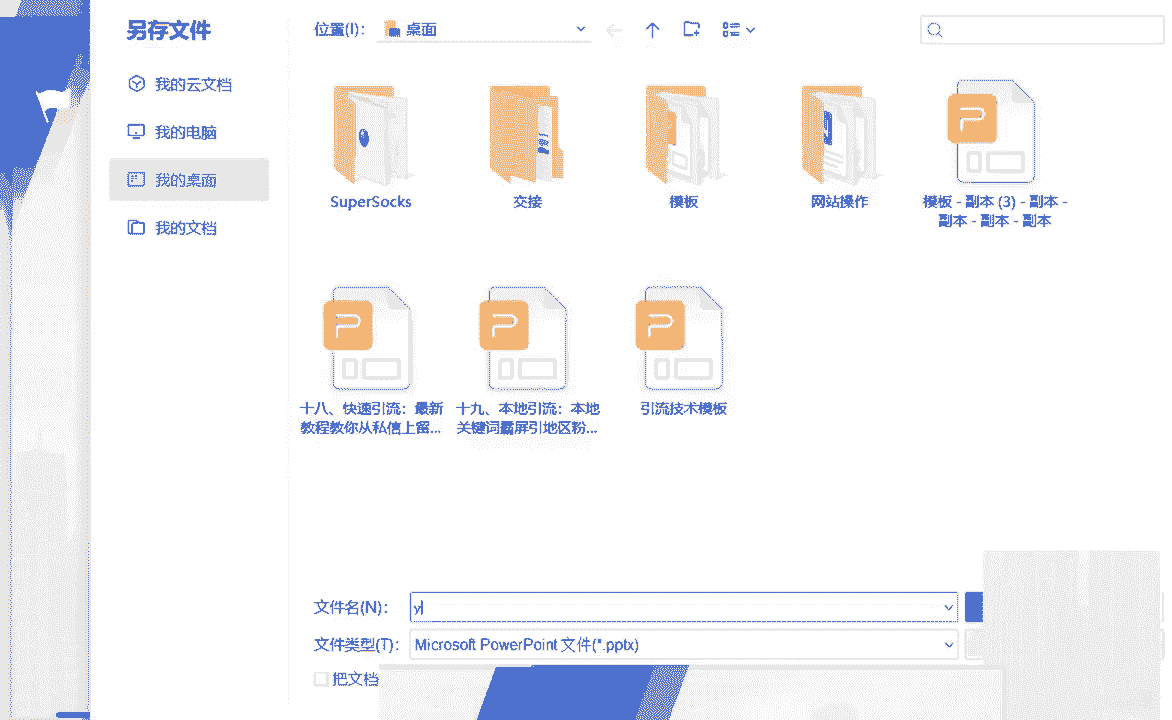 另存文件
位置(I):
桌面
我的云文档
我的电脑
我的桌面
我的文档
SuperSocks
交接
模板
网站操作
模板 - 副本 (3) - 副本 -
副本 - 副本 - 副本
十八、快速引流：最新
教程教你从私信上留...
十九、本地引流：本地
关键词霸屏引地区粉...
引流技术模板
文件名(N):
y
文件类型(T):
Microsoft PowerPoint 文件(*.pptx)
把文档